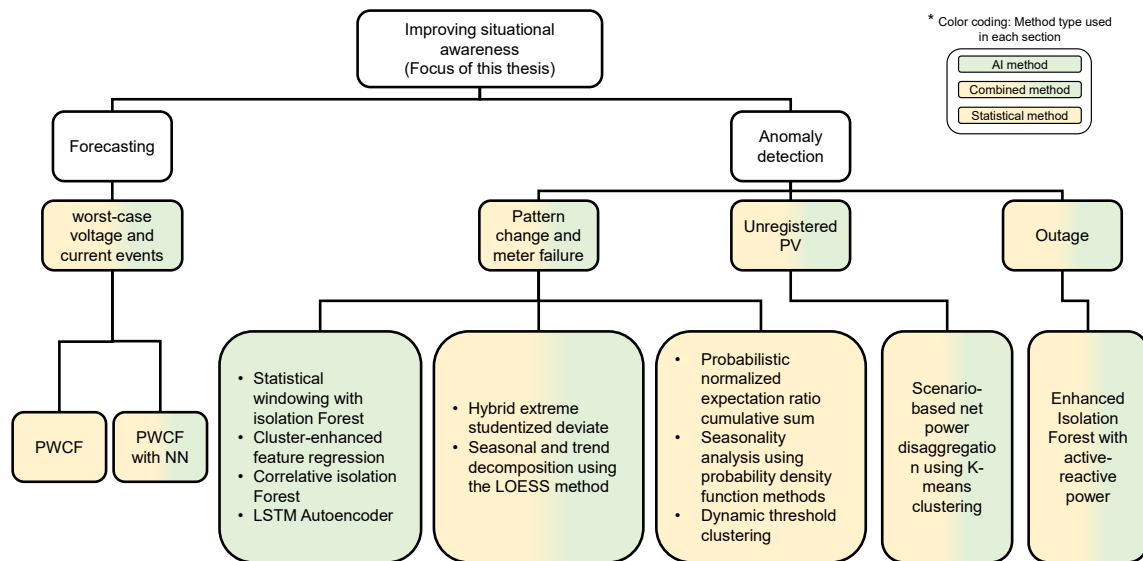 Improving situational
awareness
(Focus of this thesis)
* Color coding: Method type used
in each section
AI method
Combined method
Statistical method
Forecasting
Anomaly
detection
worst-case
voltage and
current events
Pattern
change and
meter failure
Unregistered
PV
Outage
PWCF
PWCF
with NN
• Statistical
windowing with
isolation Forest
• Cluster-enhanced
feature regression
• Correlative isolation
Forest
• LSTM Autoencoder
• Hybrid extreme
studentized deviate
• Seasonal and trend
decomposition using
the LOESS method
• Probabilistic
normalized
expectation ratio
cumulative sum
• Seasonality
analysis using
probability density
function methods
• Dynamic threshold
clustering
Scenario-
based net
power
disaggregatio
n using K-
means
clustering
Enhanced
Isolation
Forest with
active-
reactive
power